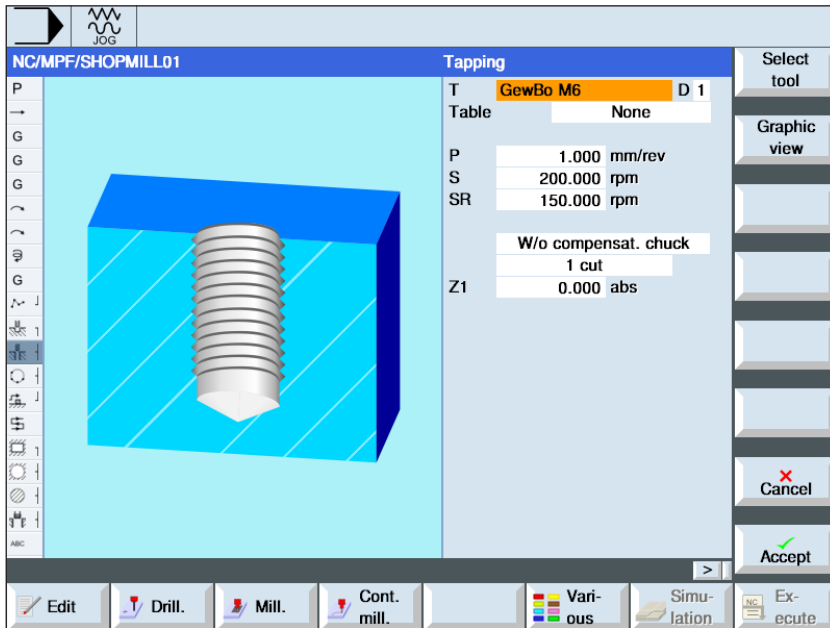 JOG
NC/MPF/SHOPMILL01
Tapping
Select
tool
P
T GewBo M6 D 1
Table None
Graphic
view
G
G
G
P 1.000 mm/rev
S 200.000 rpm
SR 150.000 rpm
W/o compensat. chuck
1 cut
G
Z1 0.000 abs
Cancel
ABC
Accept
>
Edit
Drill.
Mill.
Cont.
mill.
Vari-
ous
Simu-
lation
NC
Ex-
ecute